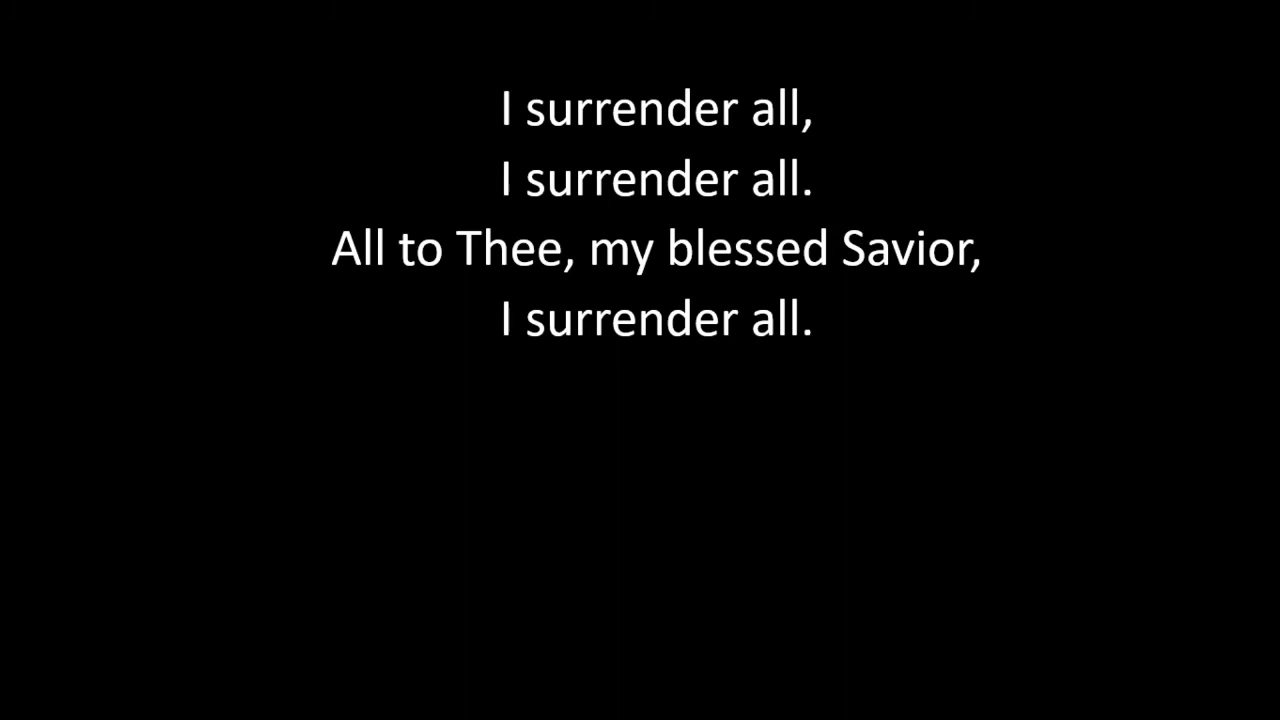 I surrender all,
I surrender all.
All to Thee, my blessed Savior,
I surrender all.